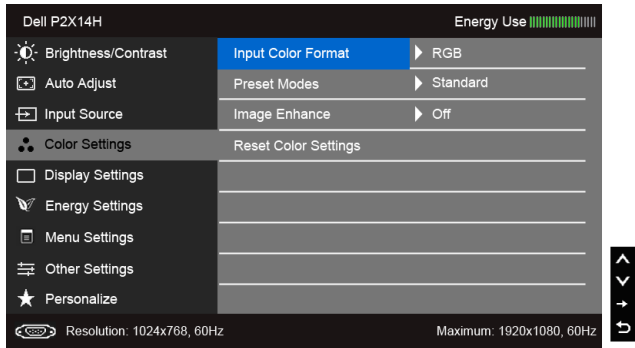 Dell P2X14H Energy Use
Brightness/Contrast Input Color Format RGB
Auto Adjust Preset Modes Standard
Input Source Image Enhance Off
Color Settings Reset Color Settings
Display Settings
Energy Settings
Menu Settings
Other Settings
Personalize
Resolution: 1024x768, 60Hz Maximum: 1920x1080, 60Hz